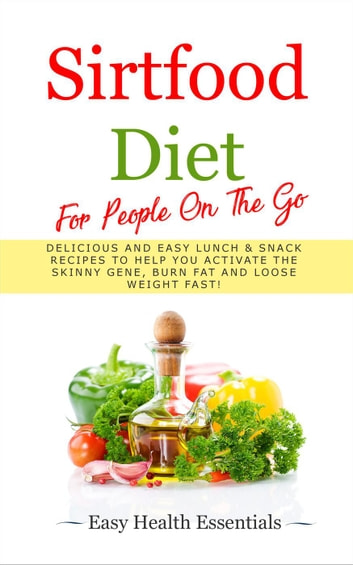 Sirtfood
Diet
For People On The Go
DELICIOUS AND EASY LUNCH & SNACK
RECIPES TO HELP YOU ACTIVATE THE
SKINNY GENE, BURN FAT AND LOOSE
WEIGHT FAST!
Easy Health Essentials